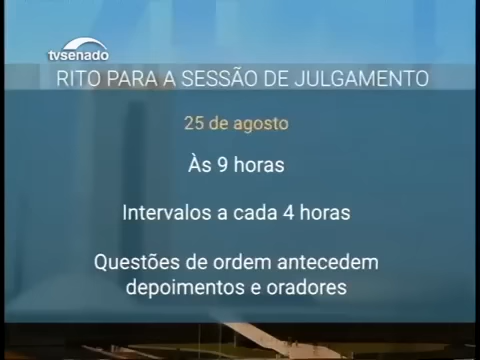 tvsenado
RITO PARA A SESSÃO DE JULGAMENTO
25 de agosto
Às 9 horas
Intervalos a cada 4 horas
Questões de ordem antecedem
depoimentos e oradores